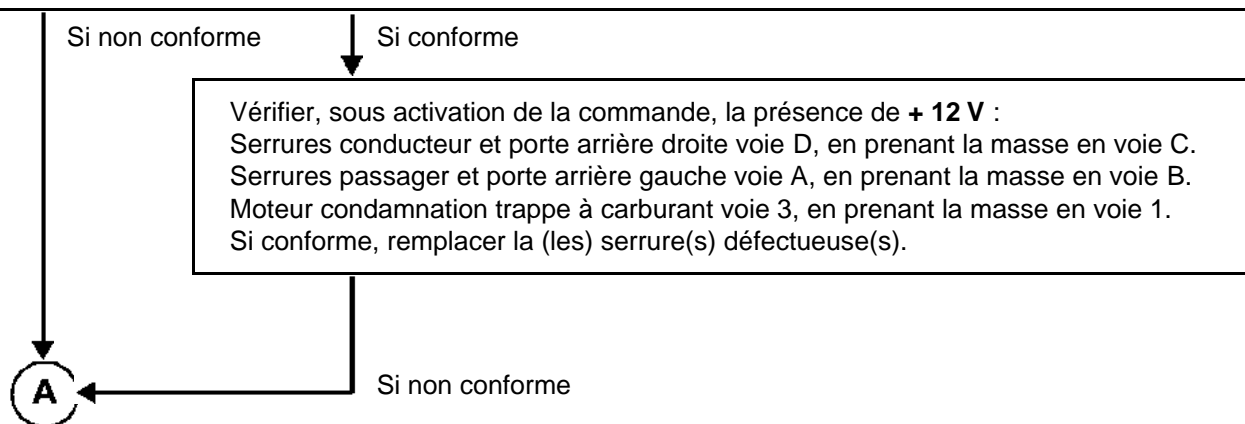 Si non conforme
Si conforme
Vérifier, sous activation de la commande, la présence de + 12 V :
Serrures conducteur et porte arrière droite voie D, en prenant la masse en voie C.
Serrures passager et porte arrière gauche voie A, en prenant la masse en voie B.
Moteur condamnation trappe à carburant voie 3, en prenant la masse en voie 1.
Si conforme, remplacer la (les) serrure(s) défectueuse(s).
Si non conforme
A